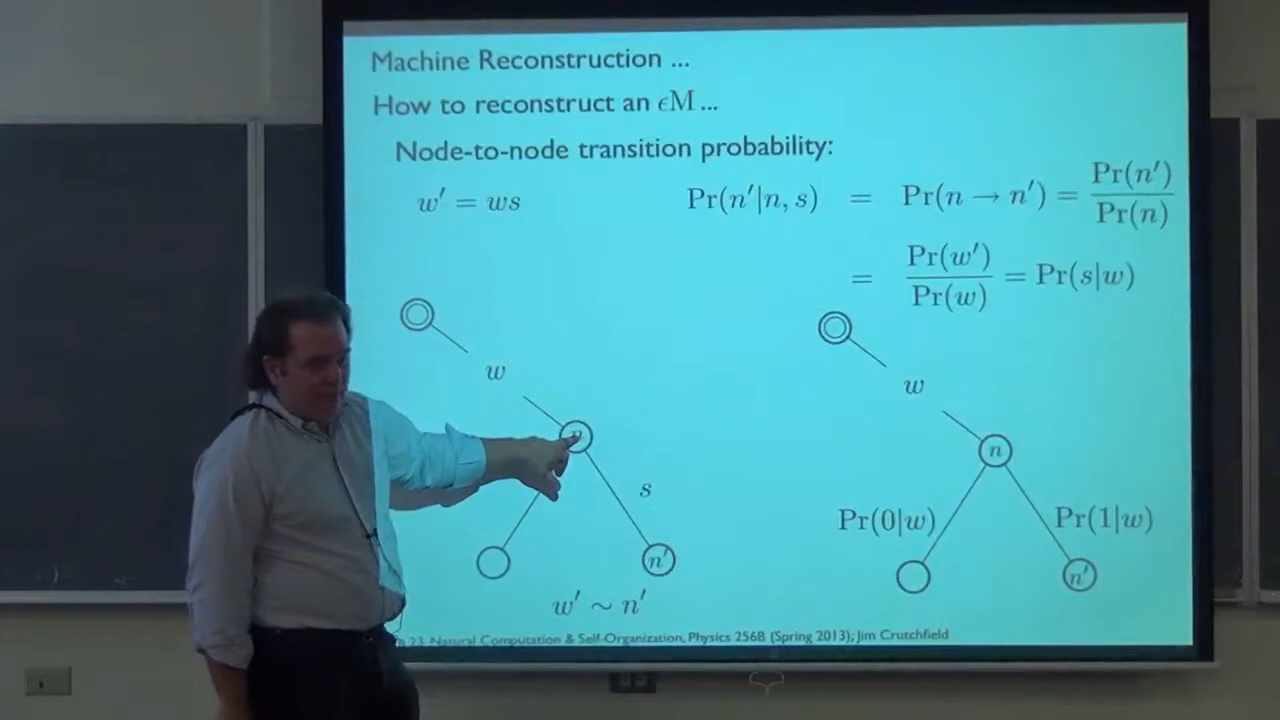 Machine Reconstruction ...
How to reconstruct an ϵM ...
Node-to-node transition probability:
w′ = ws
Pr(n′|n, s) = Pr(n → n′) = Pr(n′) / Pr(n)
= Pr(w′) / Pr(w) = Pr(s|w)
w
s
n′
w′ ∼ n′
w
n
Pr(0|w)
Pr(1|w)
n′
23, Natural Computation & Self-Organization, Physics 256B (Spring 2013); Jim Crutchfield